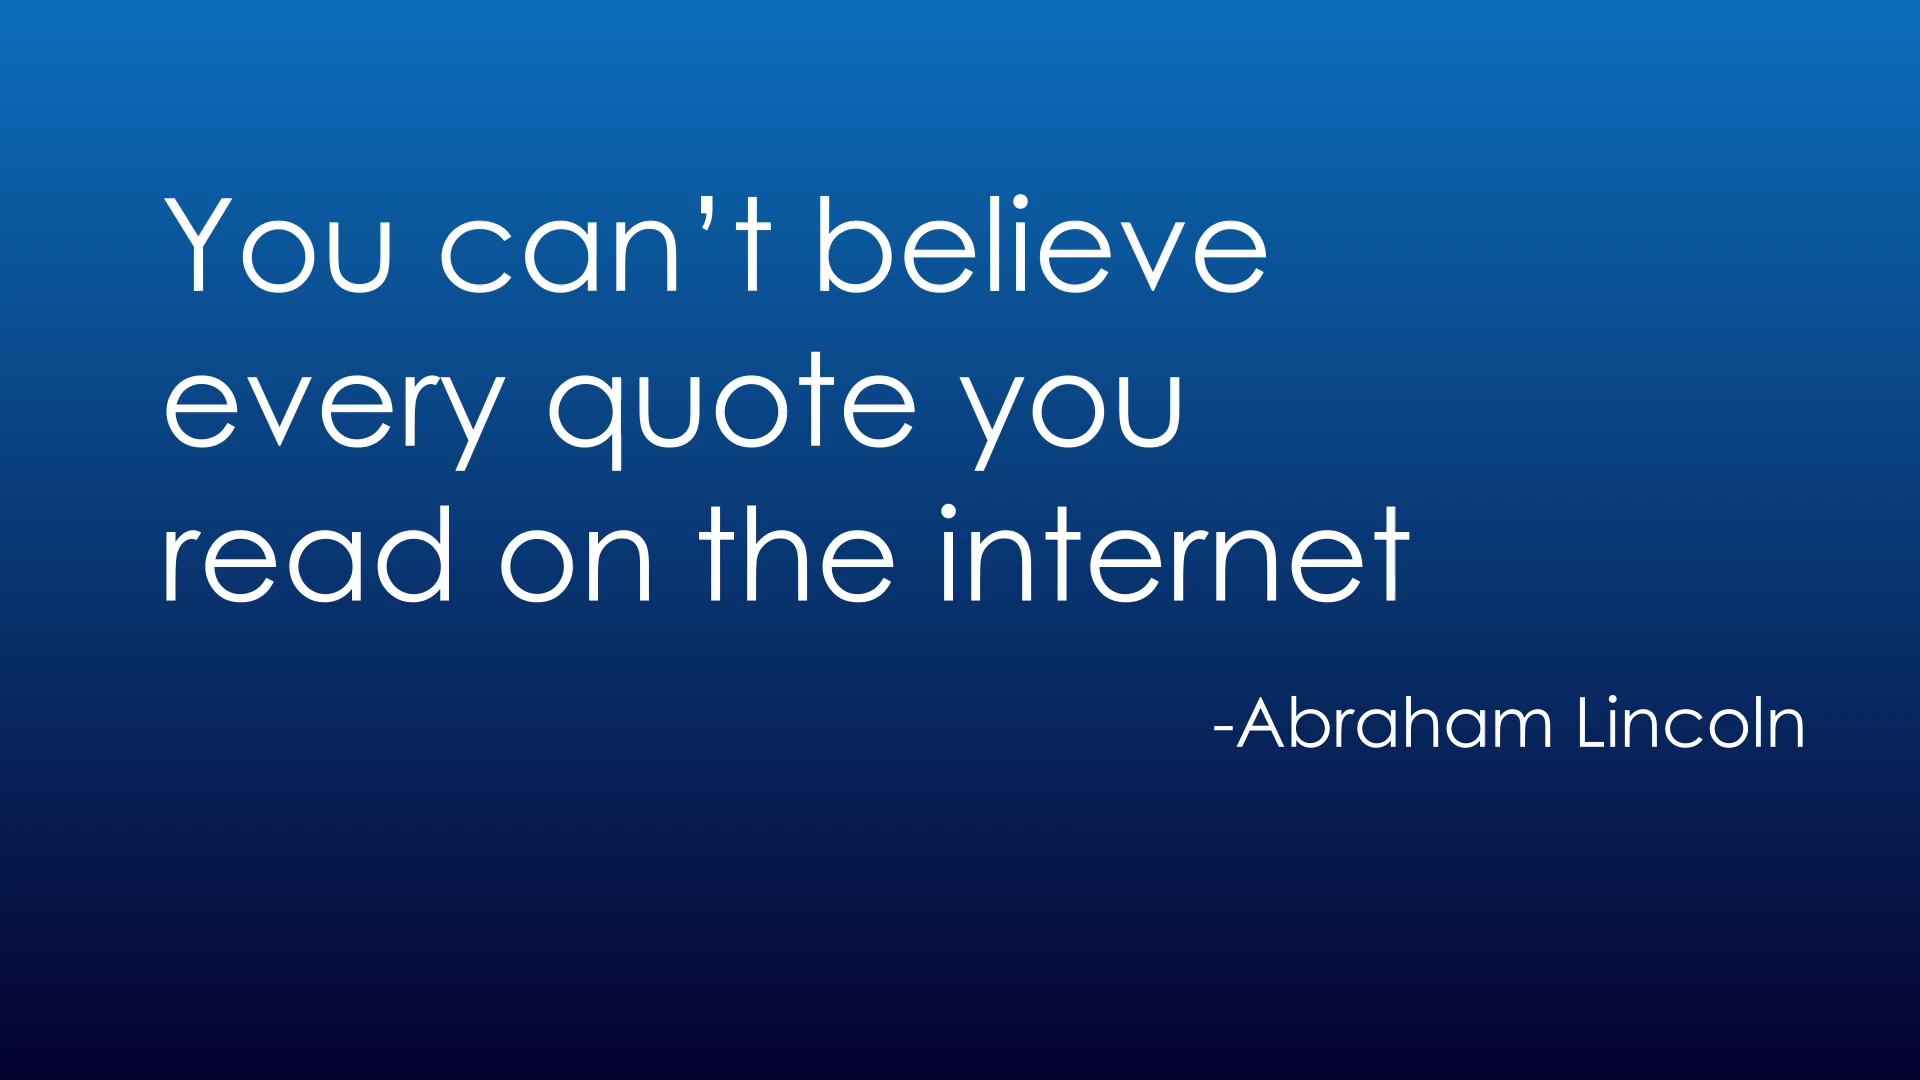 You can’t believe
every quote you
read on the internet
-Abraham Lincoln